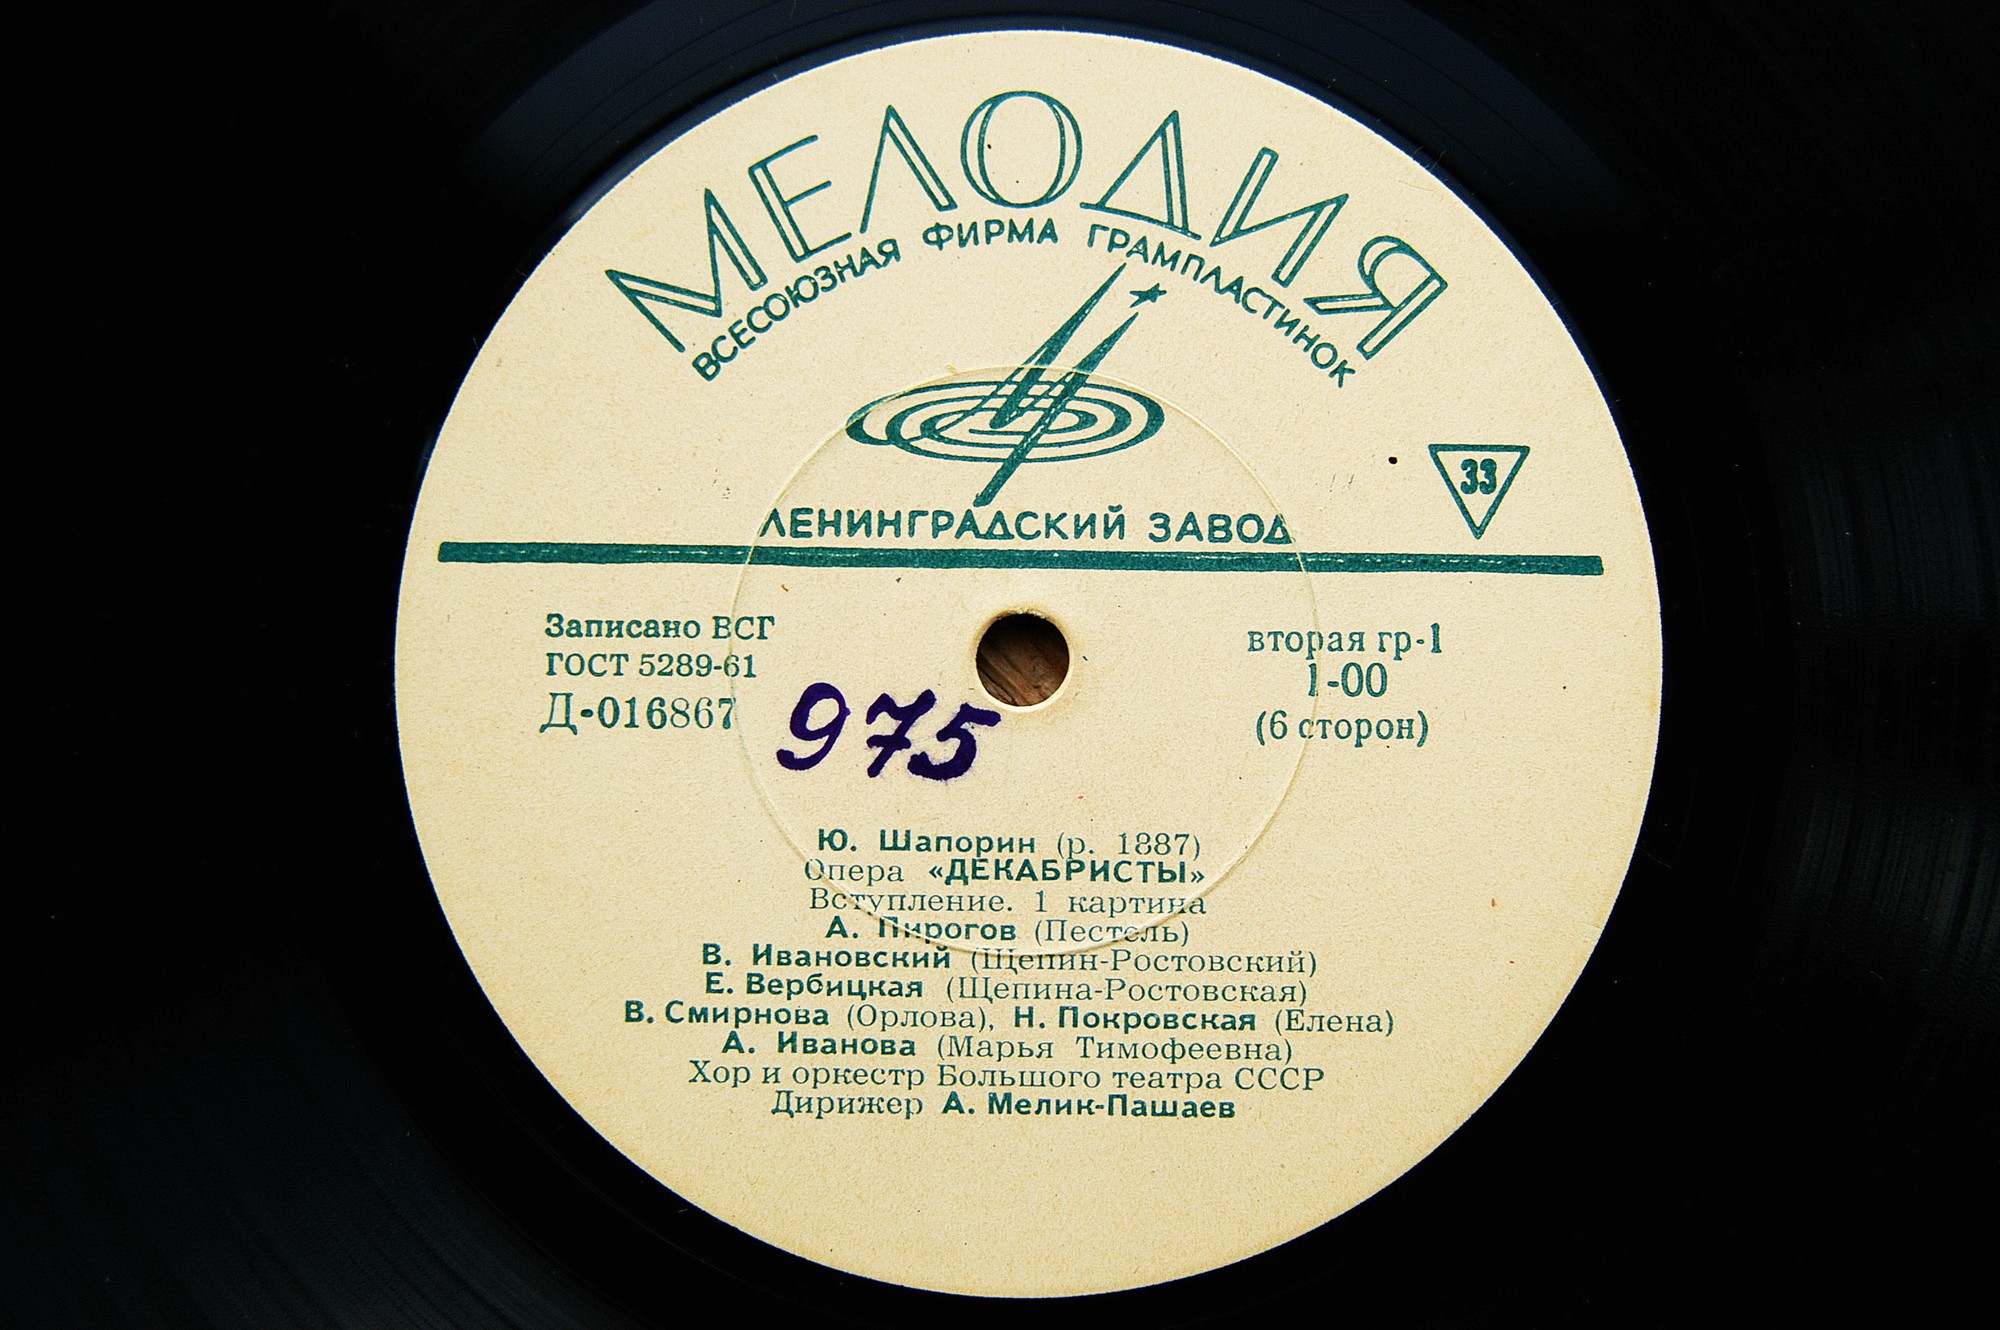 МЕЛОДИЯ
ВСЕСОЮЗНАЯ ФИРМА ГРАМПЛАСТИНОК
33
ЛЕНИНГРАДСКИЙ ЗАВОД
Записано ВСГ
ГОСТ 5289-61
Д-016867
вторая гр-1
1-00
(6 сторон)
975
Ю. Шапорин (р. 1887)
Опера «ДЕКАБРИСТЫ»
Вступление. 1 картина
А. Пирогов (Пестель)
В. Ивановский (Щепин-Ростовский)
Е. Вербицкая (Щепина-Ростовская)
В. Смирнова (Орлова), Н. Покровская (Елена)
А. Иванова (Марья Тимофеевна)
Хор и оркестр Большого театра СССР
Дирижер А. Мелик-Пашаев